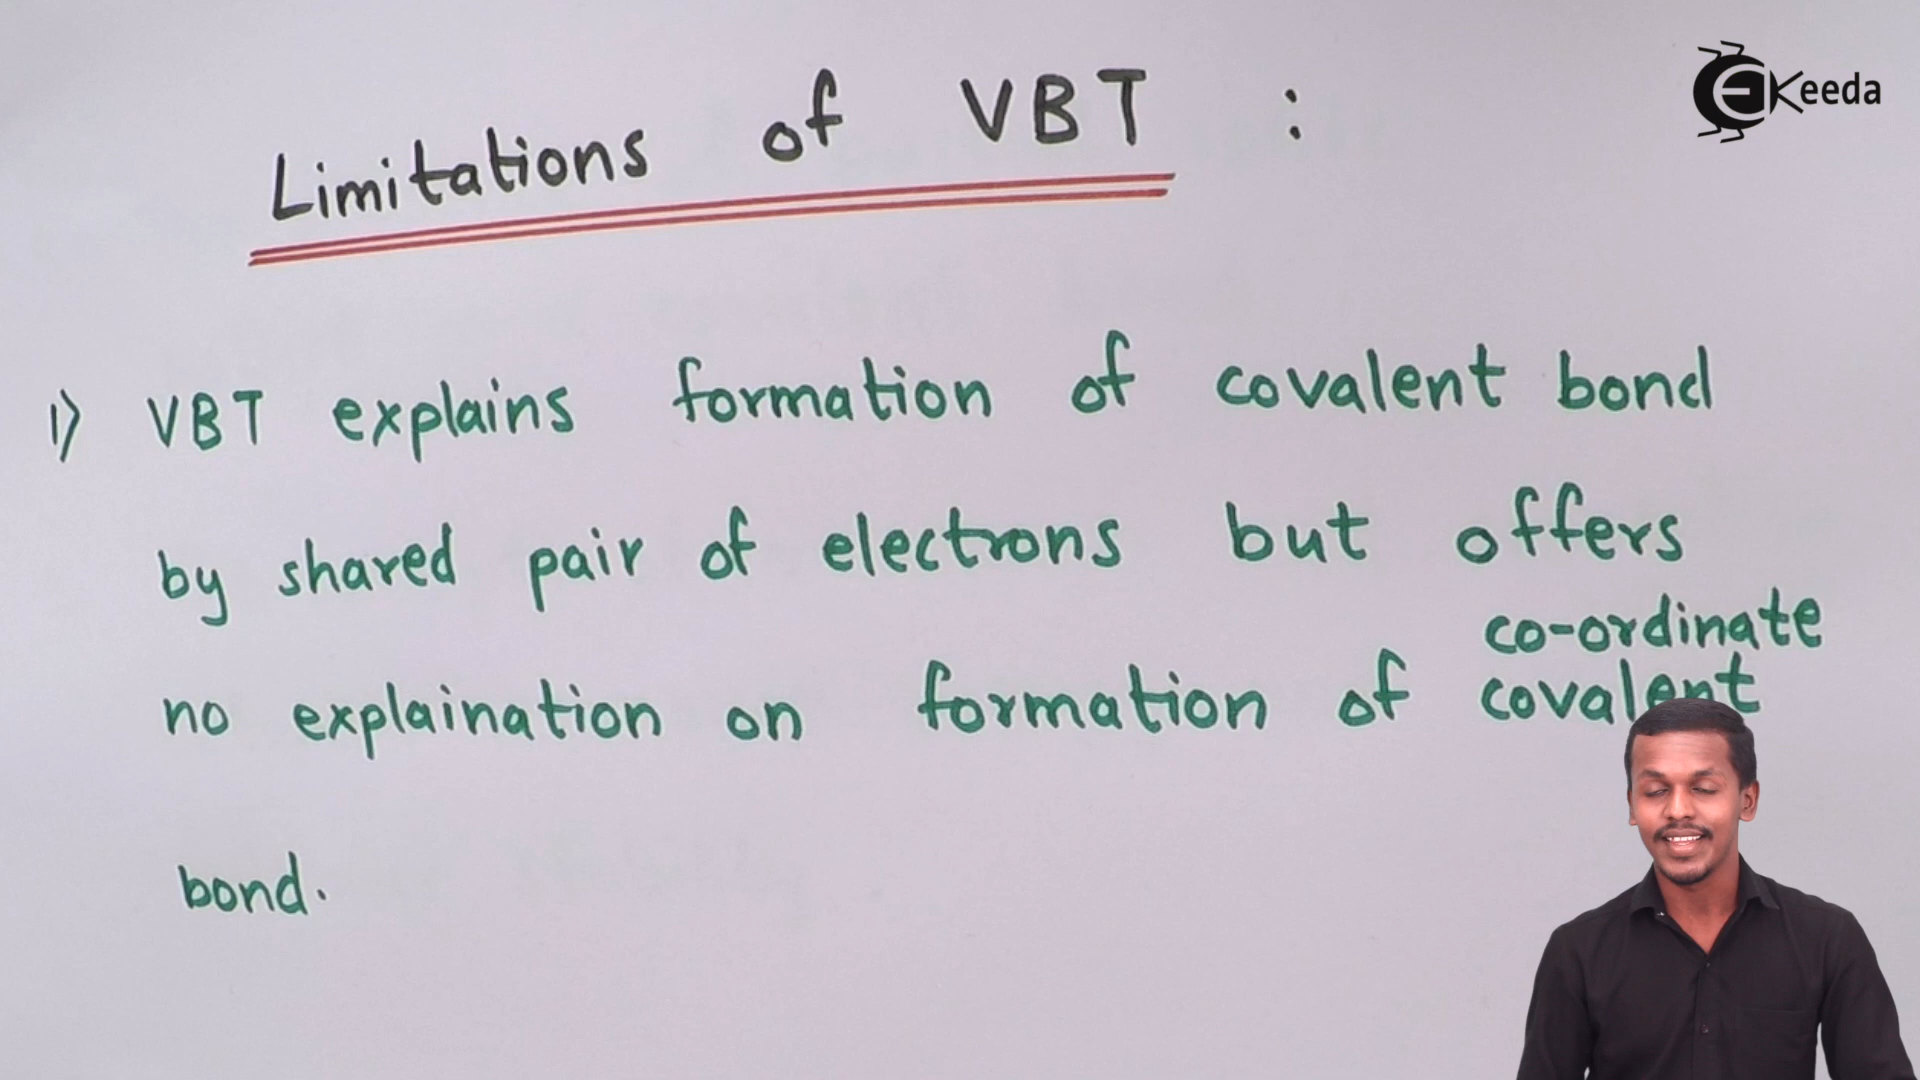 Limitations of VBT :
EKeeda
1) VBT explains formation of covalent bond
by shared pair of electrons but offers
co-ordinate
no explaination on formation of covalent
bond.